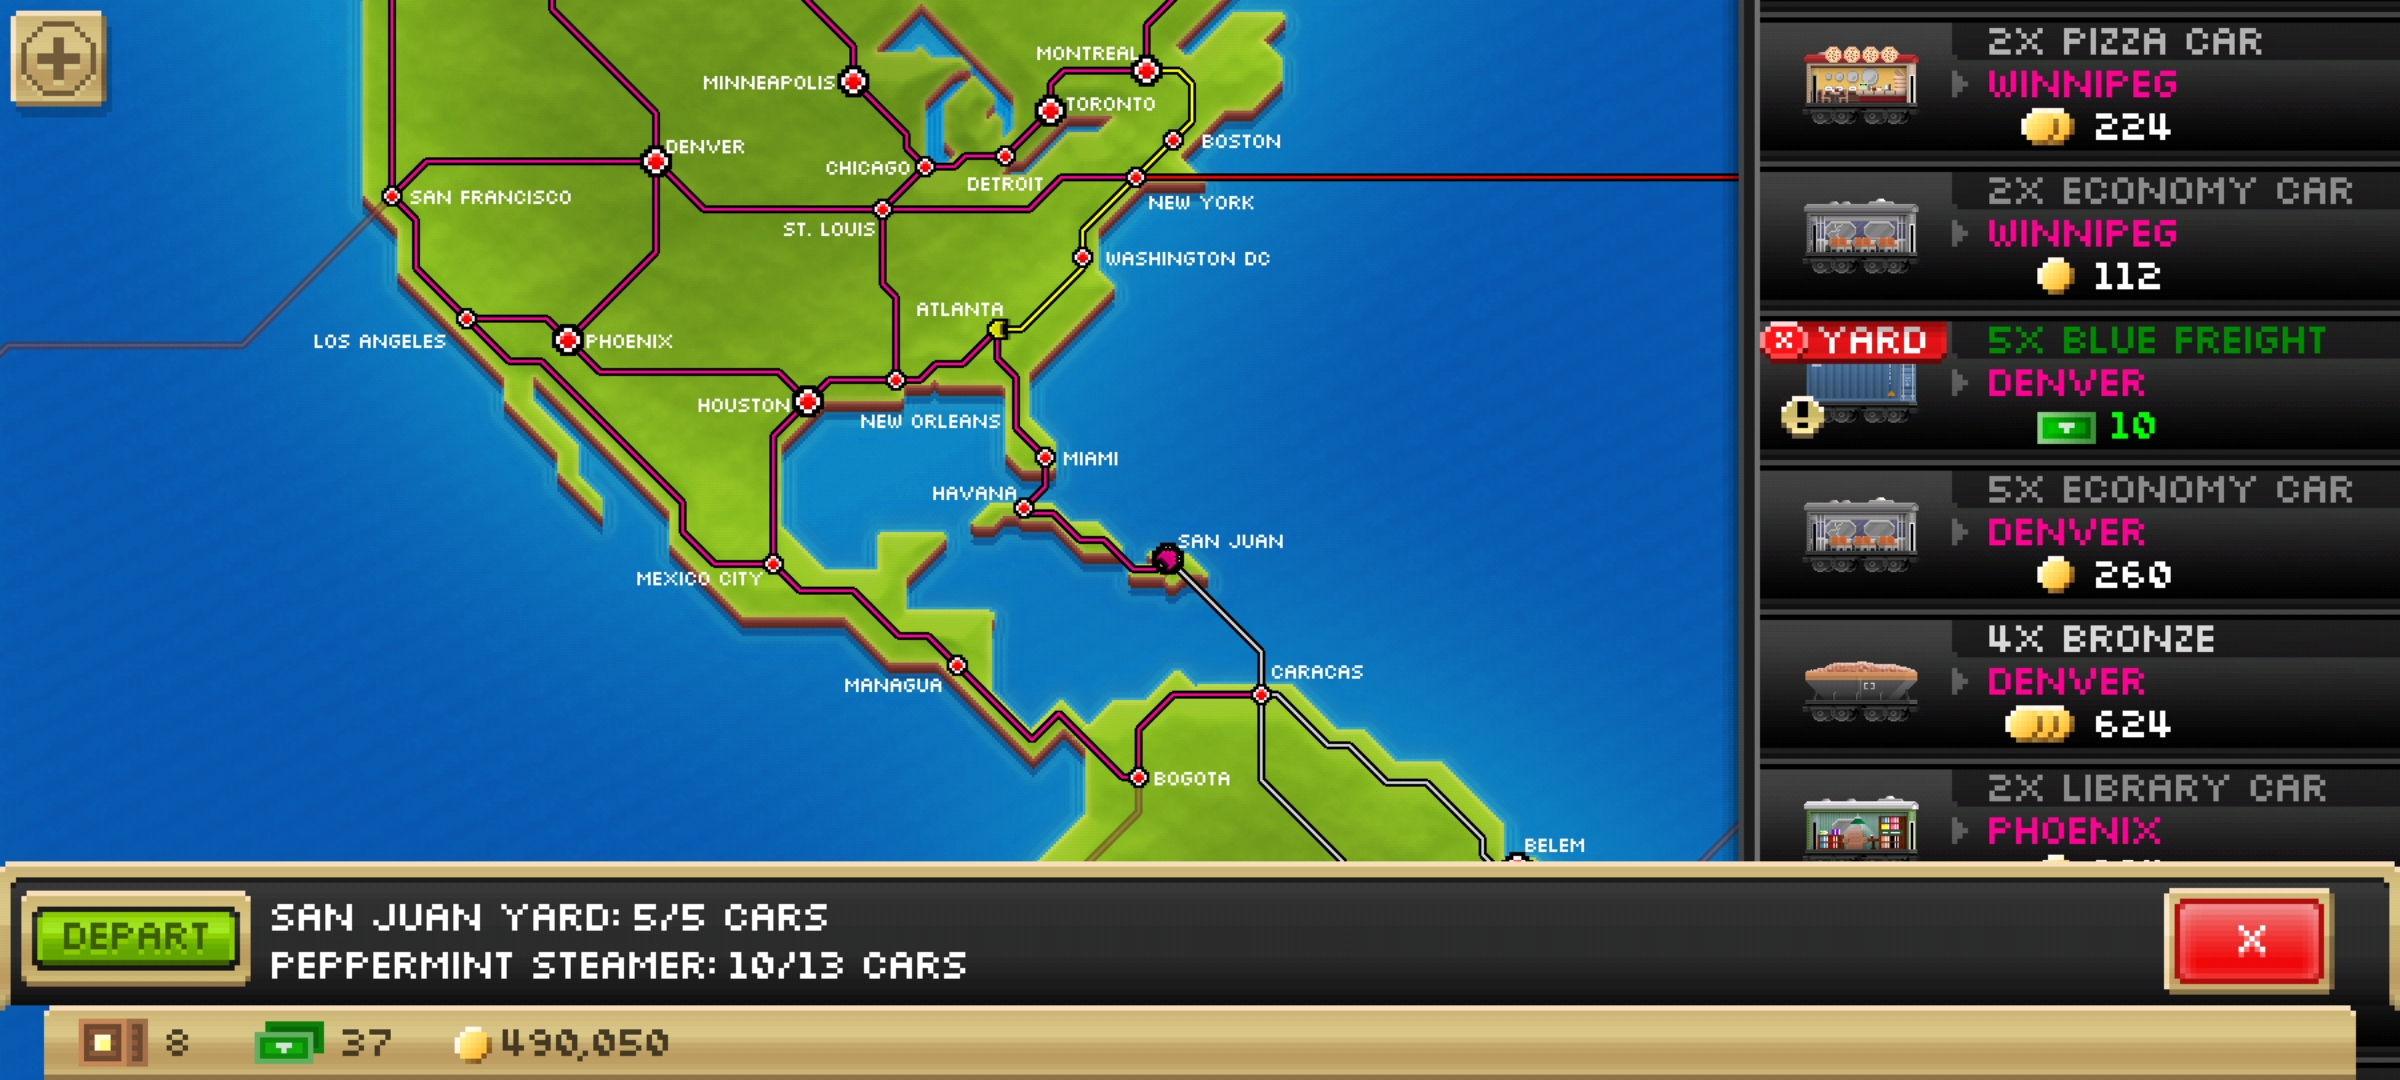 MONTREAL
MINNEAPOLIS
TORONTO
BOSTON
DENVER
CHICAGO
DETROIT
SAN FRANCISCO
NEW YORK
ST. LOUIS
WASHINGTON DC
ATLANTA
LOS ANGELES
PHOENIX
HOUSTON
NEW ORLEANS
MIAMI
HAVANA
SAN JUAN
MEXICO CITY
CARACAS
MANAGUA
BOGOTA
BELEM
2X PIZZA CAR
WINNIPEG
224
2X ECONOMY CAR
WINNIPEG
112
X YARD
5X BLUE FREIGHT
DENVER
10
5X ECONOMY CAR
DENVER
260
4X BRONZE
DENVER
624
2X LIBRARY CAR
PHOENIX
DEPART
SAN JUAN YARD: 5/5 CARS
PEPPERMINT STEAMER: 10/13 CARS
X
8
37
490,050